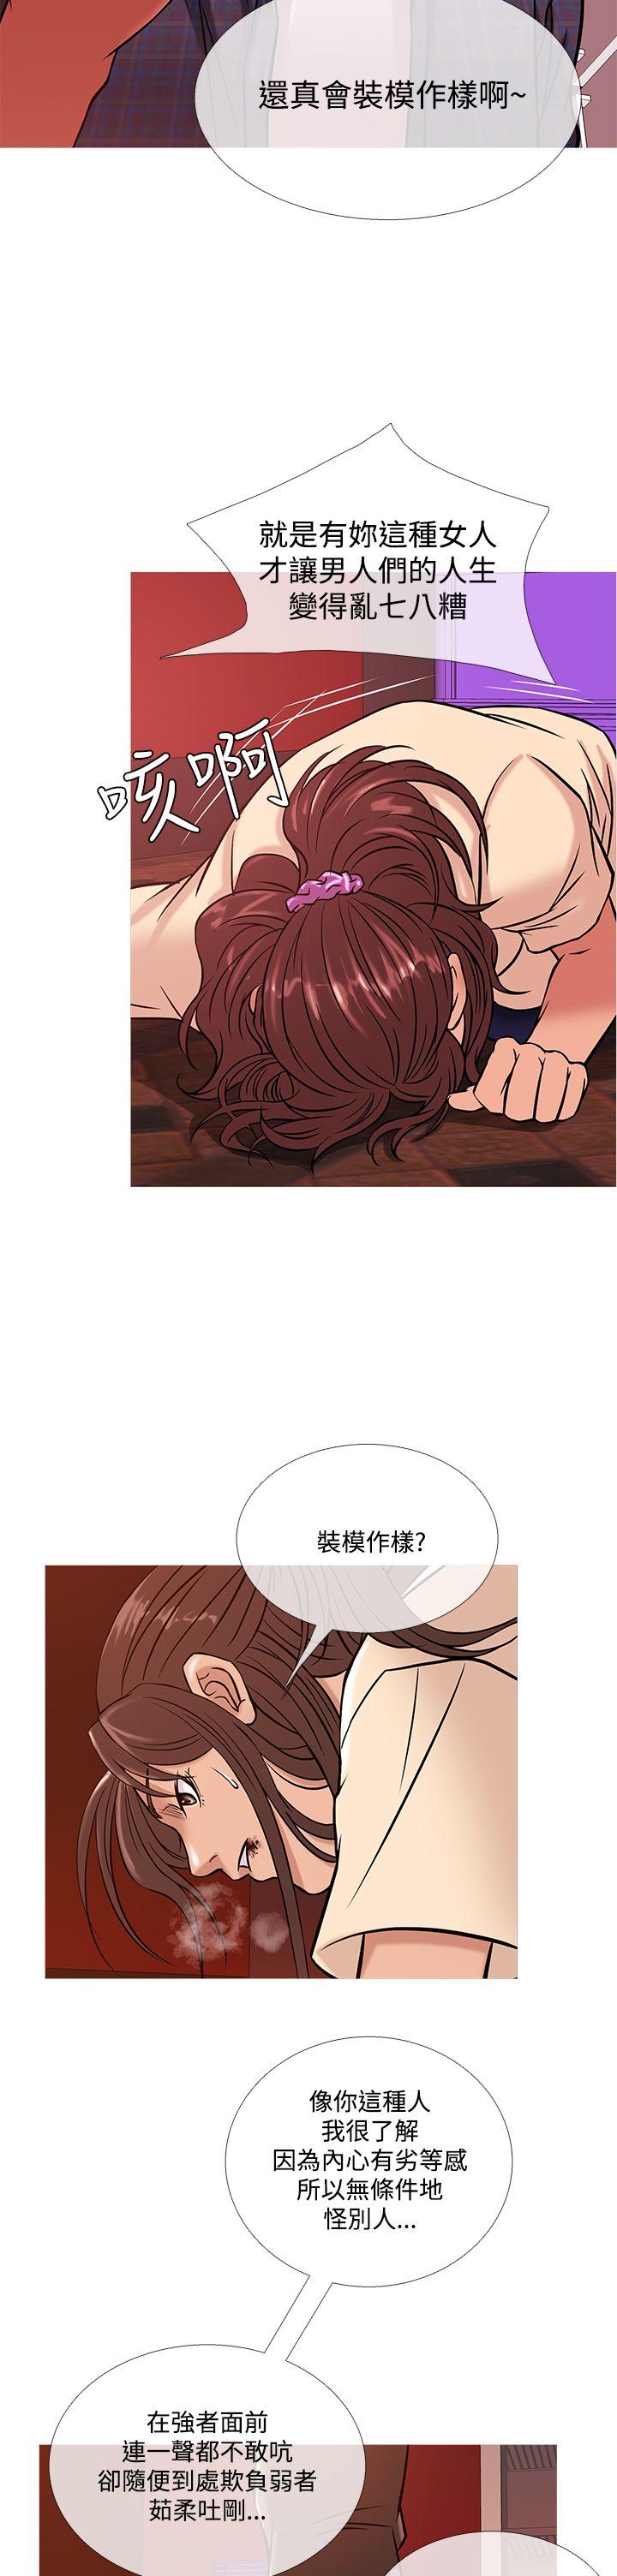 還真會裝模作樣啊~
就是有妳這種女人
才讓男人們的人生
變得亂七八糟
咳啊
裝模作樣?
像你這種人
我很了解
因為內心有劣等感
所以無條件地
怪別人...
在強者面前
連一聲都不敢吭
卻隨便到處欺負弱者
茹柔吐剛...